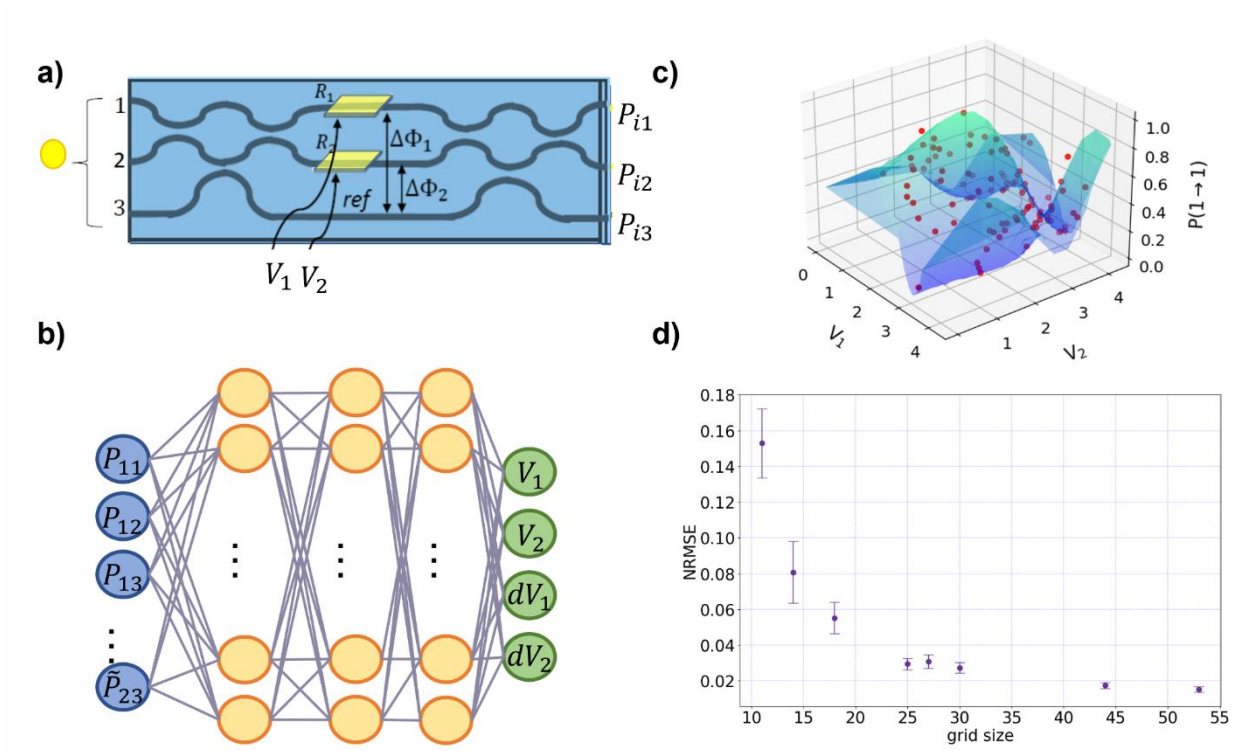 a)
1
2
3
R₁
R₂
ΔΦ₁
ΔΦ₂
ref
V₁ V₂
Pᵢ₁
Pᵢ₂
Pᵢ₃
b)
P₁₁
P₁₂
P₁₃
⋮
P̃₂₃
⋮ ⋮ ⋮
V₁
V₂
dV₁
dV₂
c)
1.0
0.8
0.6
0.4
0.2
0.0
P(1→1)
0
1
2
3
4
V₁
1
2
3
4
V₂
d)
0.18
0.16
0.14
0.12
0.10
0.08
0.06
0.04
0.02
NRMSE
10 15 20 25 30 35 40 45 50 55
grid size